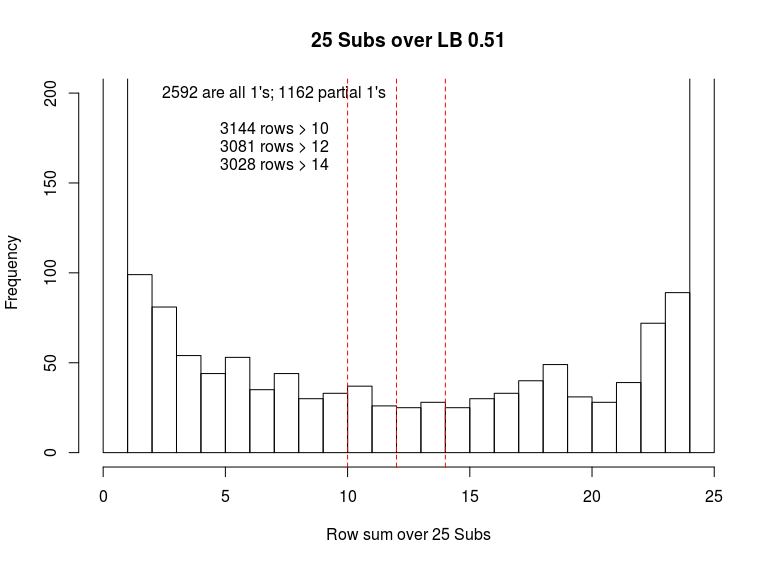 25 Subs over LB 0.51
2592 are all 1's; 1162 partial 1's
3144 rows > 10
3081 rows > 12
3028 rows > 14
Frequency
200
150
100
50
0
0 5 10 15 20 25
Row sum over 25 Subs